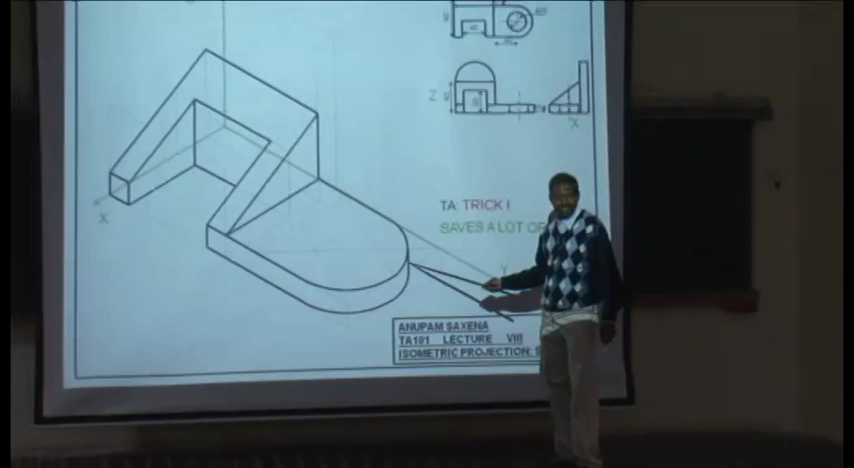 Z
X
X
Y
TA: TRICK I
SAVES A LOT OF
ANUPAM SAXENA
TA101 LECTURE VIII
ISOMETRIC PROJECTION: S